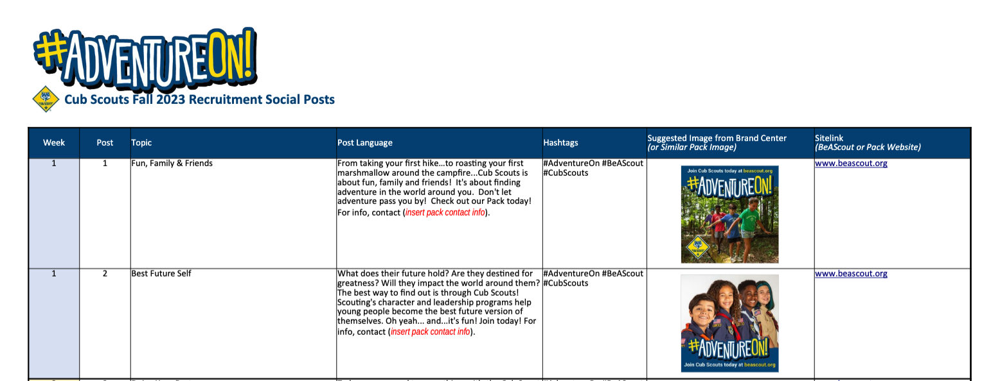 #ADVENTUREON!
Cub Scouts Fall 2023 Recruitment Social Posts
Week
Post
Topic
Post Language
Hashtags
Suggested Image from Brand Center
(or Similar Pack Image)
Sitelink
(BeAScout or Pack Website)
1
1
Fun, Family & Friends
From taking your first hike...to roasting your first
marshmallow around the campfire...Cub Scouts is
about fun, family and friends!  It's about finding
adventure in the world around you.  Don't let
adventure pass you by!  Check out our Pack today!
For info, contact (insert pack contact info).
#AdventureOn #BeAScout
#CubScouts
Join Cub Scouts today at beascout.org
#ADVENTUREON!
www.beascout.org
1
2
Best Future Self
What does their future hold? Are they destined for
greatness? Will they impact the world around them?
The best way to find out is through Cub Scouts!
Scouting's character and leadership programs help
young people become the best future version of
themselves. Oh yeah... and...it's fun! Join today! For
info, contact (insert pack contact info).
#AdventureOn #BeAScout
#CubScouts
#ADVENTUREON!
Join Cub Scouts today at beascout.org
www.beascout.org